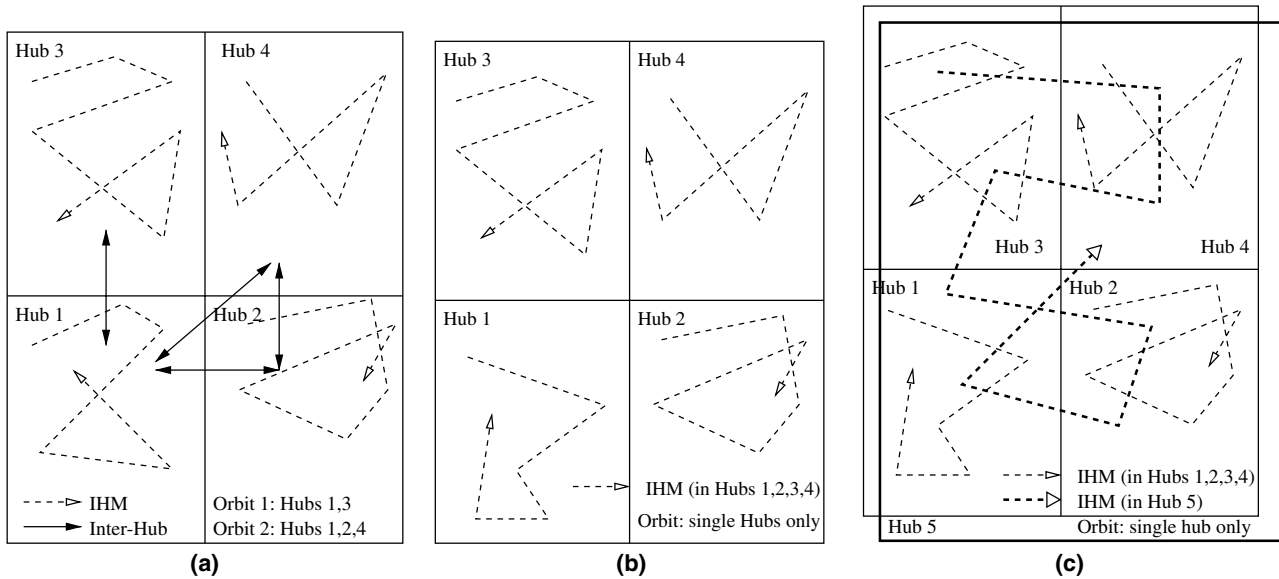 Hub 3
Hub 4
Hub 1
Hub 2
IHM
Inter-Hub
Orbit 1: Hubs 1,3
Orbit 2: Hubs 1,2,4
(a)
Hub 3
Hub 4
Hub 1
Hub 2
IHM (in Hubs 1,2,3,4)
Orbit: single Hubs only
(b)
Hub 3
Hub 4
Hub 1
Hub 2
IHM (in Hubs 1,2,3,4)
IHM (in Hub 5)
Hub 5
Orbit: single hub only
(c)